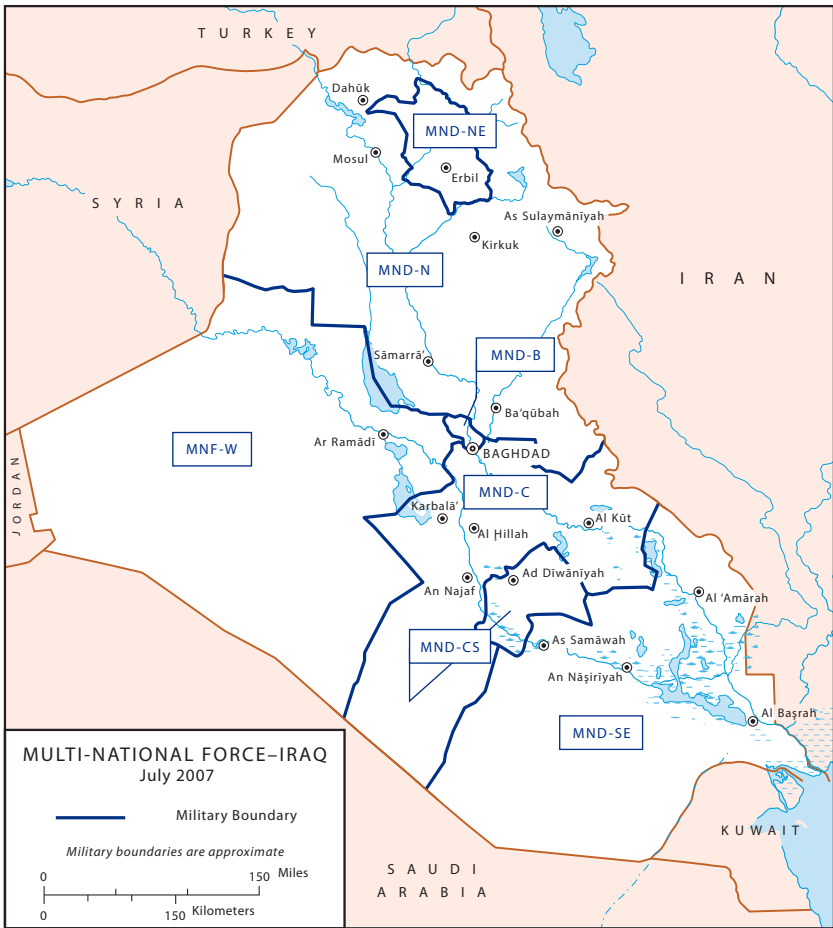 TURKEY
Dahūk
MND-NE
Mosul
Erbil
SYRIA
As Sulaymānīyah
Kirkuk
IRAN
MND-N
MND-B
Sāmarrā'
Ba'qūbah
Ar Ramādī
MNF-W
BAGHDAD
JORDAN
MND-C
Karbalā'
Al Kūt
Al Ḥillah
Ad Dīwānīyah
An Najaf
Al 'Amārah
MND-CS
As Samāwah
An Nāşirīyah
Al Başrah
MND-SE
MULTI-NATIONAL FORCE–IRAQ
July 2007
Military Boundary
Military boundaries are approximate
0 150 Miles
0 150 Kilometers
KUWAIT
SAUDI
ARABIA